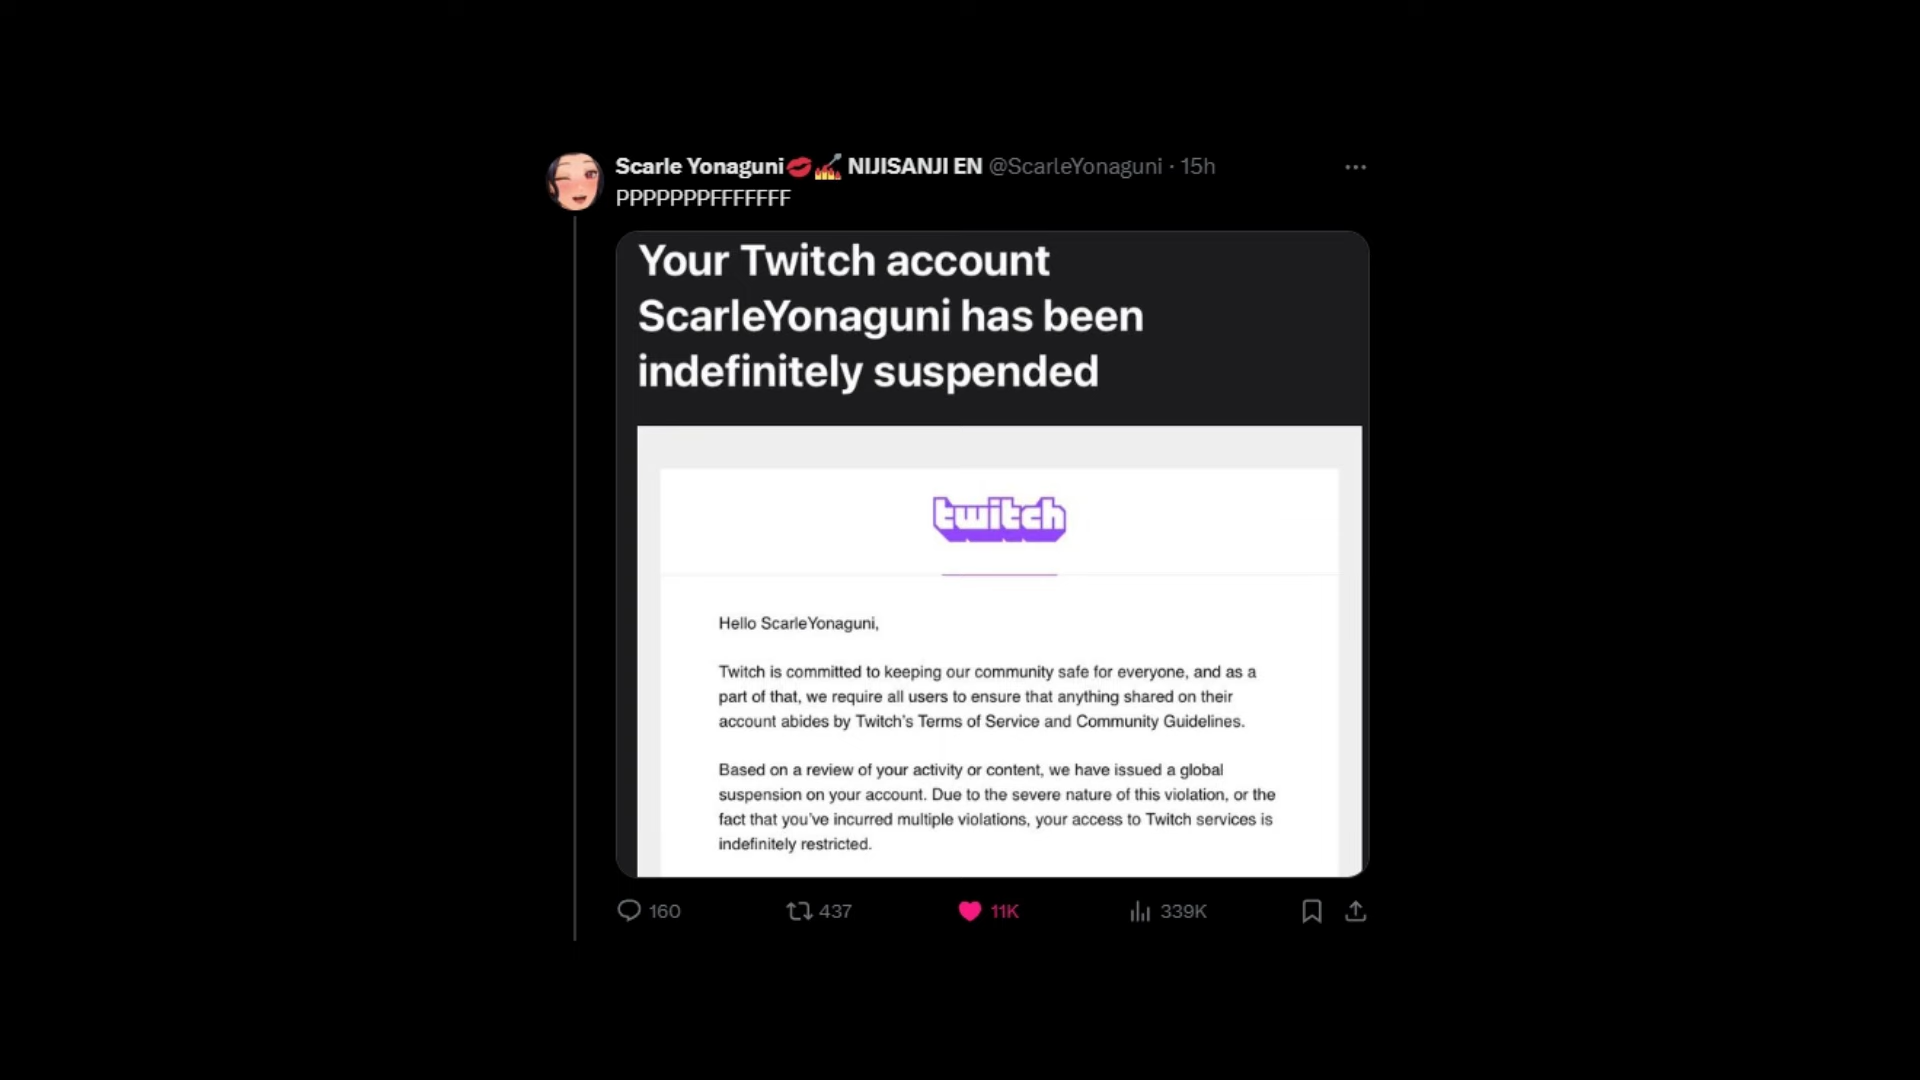 Scarle Yonaguni💋💅 NIJISANJI EN @ScarleYonaguni · 15h
PPPPPPPFFFFFFF
Your Twitch account
ScarleYonaguni has been
indefinitely suspended
twitch
Hello ScarleYonaguni,
Twitch is committed to keeping our community safe for everyone, and as a
part of that, we require all users to ensure that anything shared on their
account abides by Twitch's Terms of Service and Community Guidelines.
Based on a review of your activity or content, we have issued a global
suspension on your account. Due to the severe nature of this violation, or the
fact that you've incurred multiple violations, your access to Twitch services is
indefinitely restricted.
160 437 11K 339K